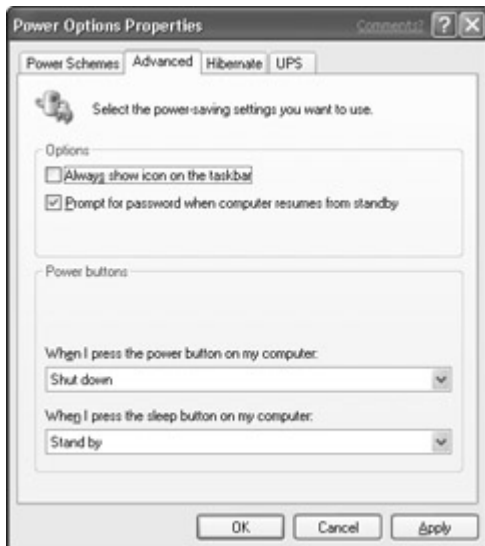 Power Options Properties Comments? ?
Power Schemes Advanced Hibernate UPS
Select the power-saving settings you want to use.
Options
Always show icon on the taskbar
Prompt for password when computer resumes from standby
Power buttons
When I press the power button on my computer:
Shut down
When I press the sleep button on my computer:
Stand by
OK Cancel Apply